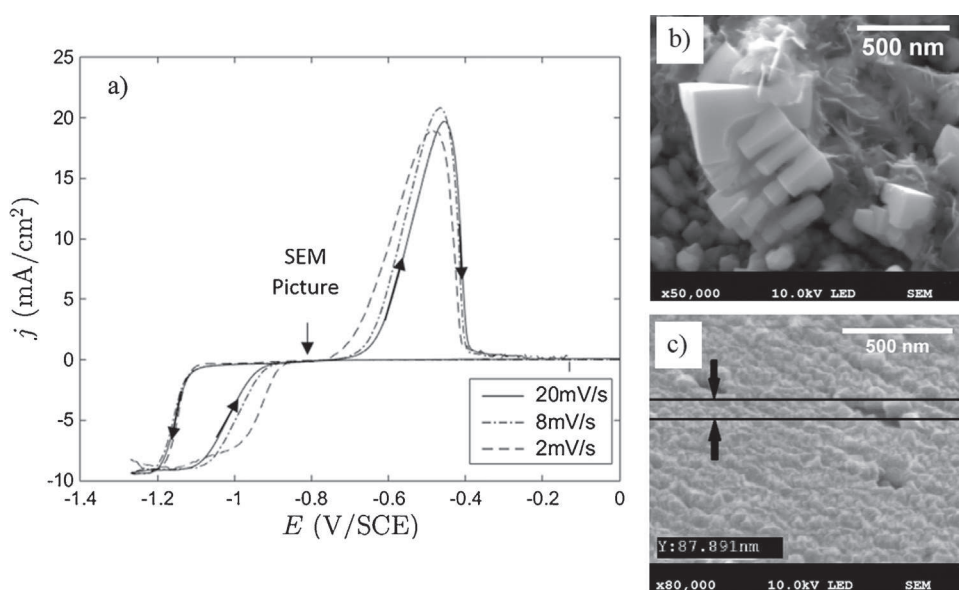 a)
25
20
15
10
5
0
-5
-10
j (mA/cm²)
SEM
Picture
20mV/s
8mV/s
2mV/s
-1.4 -1.2 -1 -0.8 -0.6 -0.4 -0.2 0
E (V/SCE)
b)
500 nm
x50,000 10.0kV LED SEM
c)
500 nm
Y:87.891nm
x80,000 10.0kV LED SEM